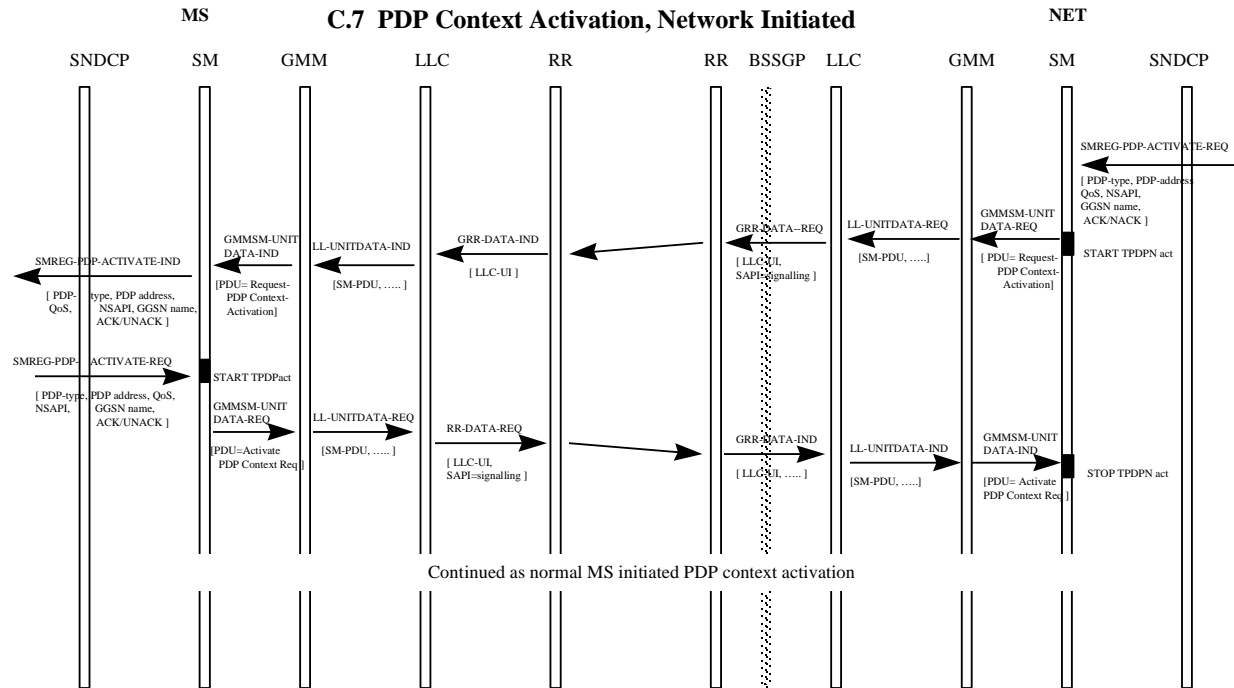 MS
C.7 PDP Context Activation, Network Initiated
NET
SNDCP
SM
GMM
LLC
RR
RR
BSSGP
LLC
GMM
SM
SNDCP
SMREG-PDP-ACTIVATE-REQ
[ PDP-type, PDP-address
QoS, NSAPI,
GGSN name,
ACK/NACK ]
GMMSM-UNIT
DATA-REQ
[ PDU= Request-
PDP Context-
Activation]
START TPDPN act
LL-UNITDATA-REQ
[SM-PDU, …..]
GRR-DATA--REQ
[ LLC-UI,
SAPI=signalling ]
GRR-DATA-IND
[ LLC-UI ]
LL-UNITDATA-IND
[SM-PDU, ….. ]
GMMSM-UNIT
DATA-IND
[PDU= Request-
PDP Context-
Activation]
SMREG-PDP-ACTIVATE-IND
[ PDP- type, PDP address,
QoS, NSAPI, GGSN name,
ACK/UNACK ]
SMREG-PDP- ACTIVATE-REQ
[ PDP-type, PDP address, QoS,
NSAPI, GGSN name,
ACK/UNACK ]
START TPDPact
GMMSM-UNIT
DATA-REQ
[PDU=Activate
PDP Context Req ]
LL-UNITDATA-REQ
[SM-PDU, ….. ]
RR-DATA-REQ
[ LLC-UI,
SAPI=signalling ]
GRR-DATA-IND
[ LLC-UI, ….. ]
LL-UNITDATA-IND
[SM-PDU, …..]
GMMSM-UNIT
DATA-IND
[PDU= Activate
PDP Context Req ]
STOP TPDPN act
Continued as normal MS initiated PDP context activation